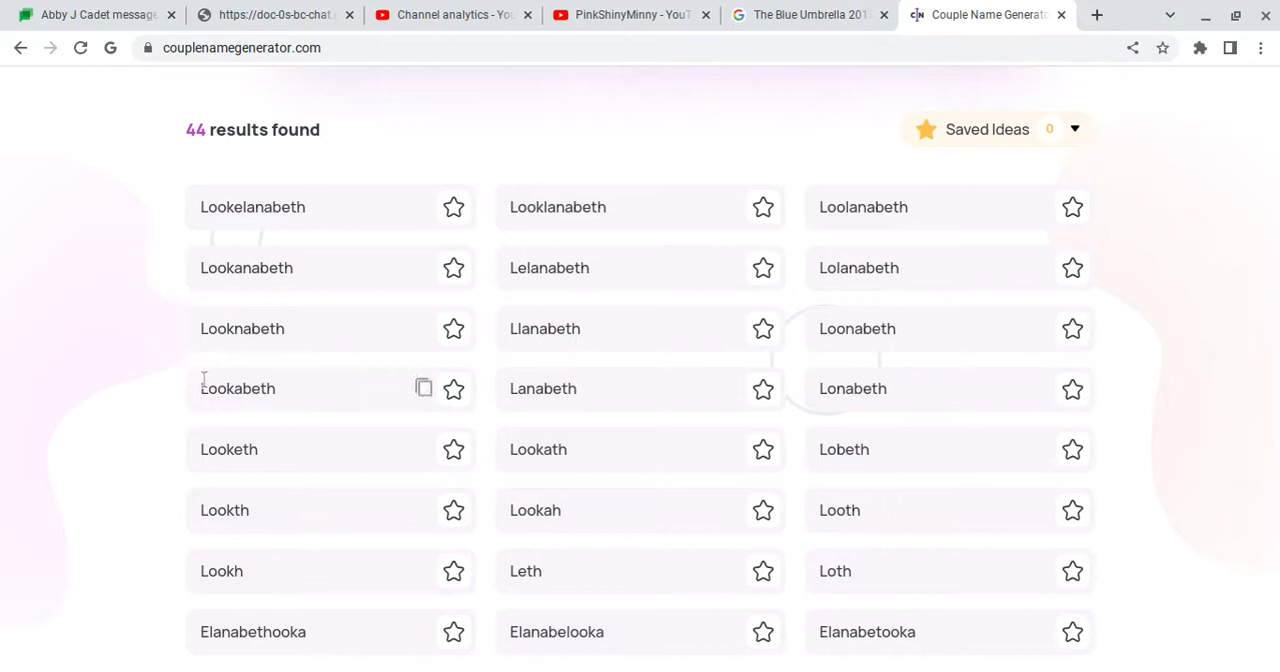 Abby J Cadet message
https://doc-0s-bc-chat.
Channel analytics - You
PinkShinyMinny - YouT
The Blue Umbrella 201
Couple Name Generato
couplenamegenerator.com
44 results found
Saved Ideas 0
Lookelanabeth Looklanabeth Loolanabeth
Lookanabeth Lelanabeth Lolanabeth
Looknabeth Llanabeth Loonabeth
Lookabeth Lanabeth Lonabeth
Looketh Lookath Lobeth
Lookth Lookah Looth
Lookh Leth Loth
Elanabethooka Elanabelooka Elanabetooka